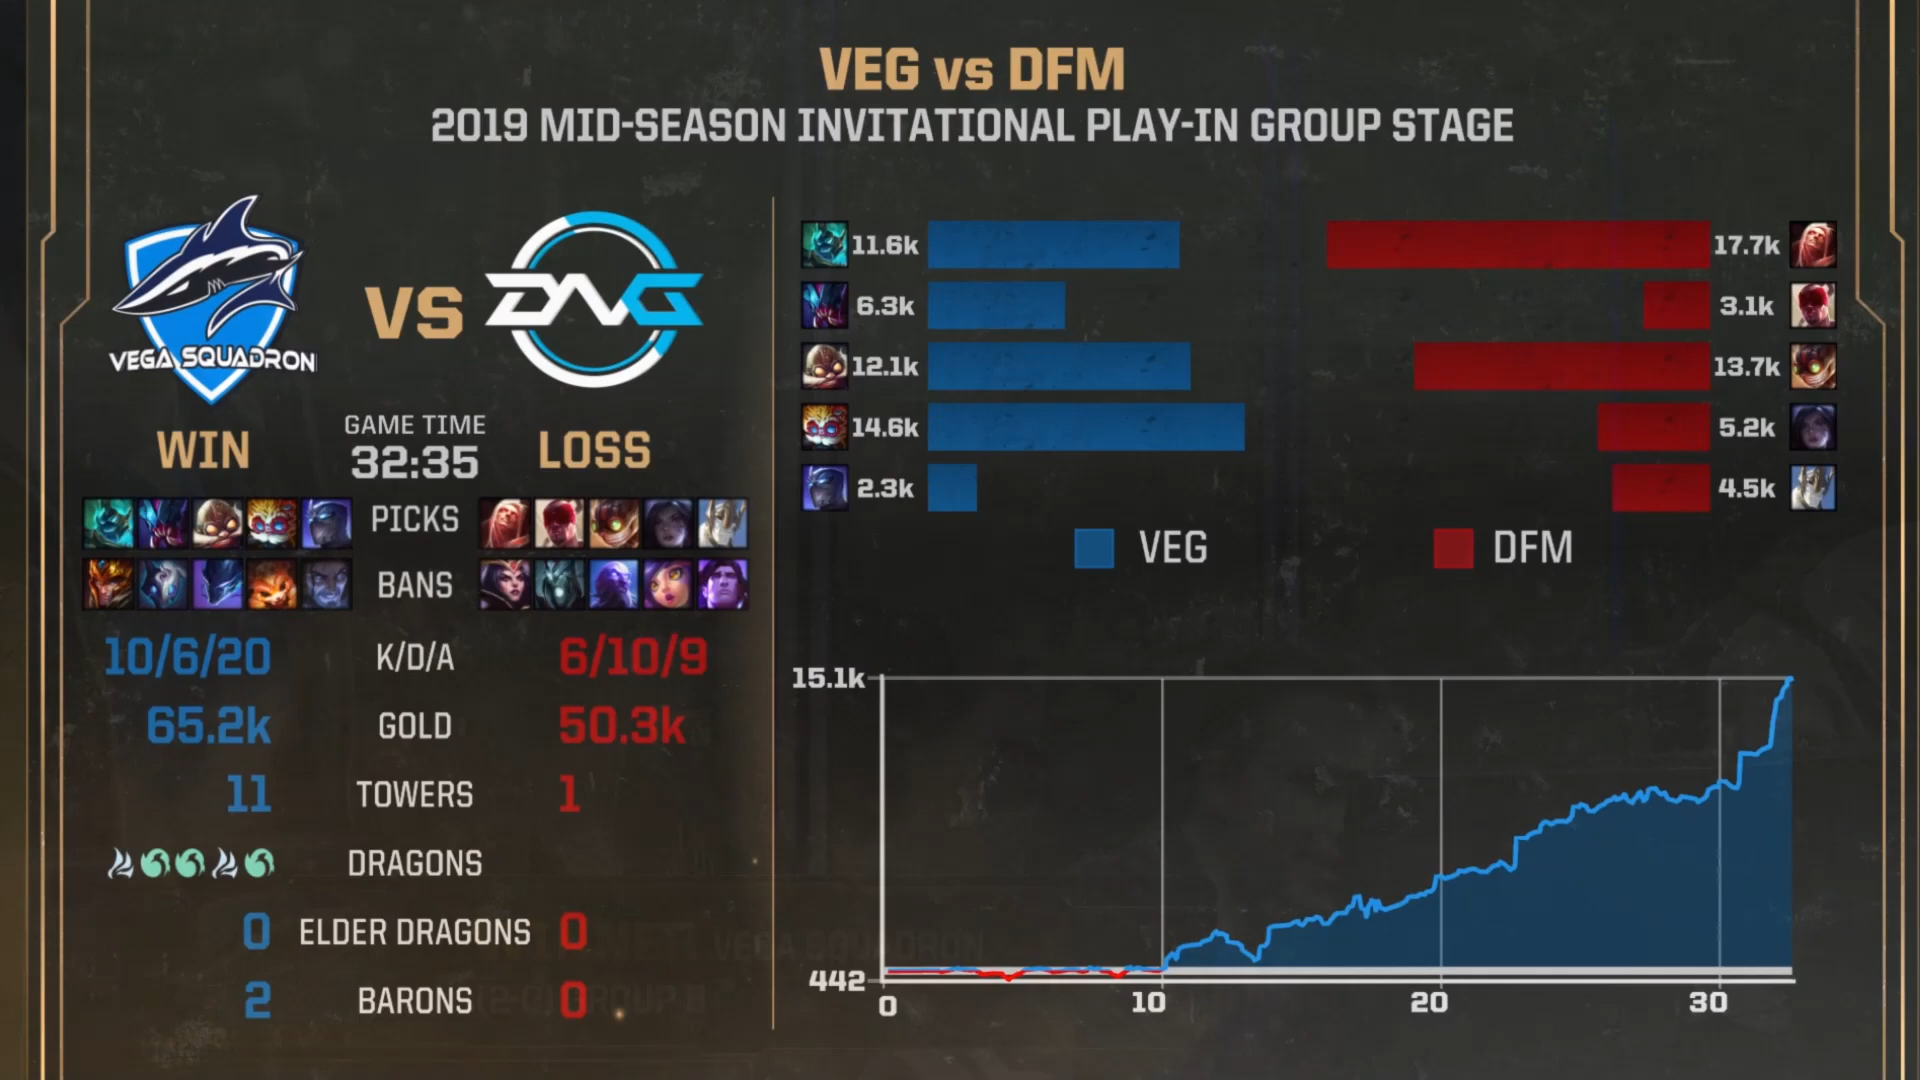 VEG vs DFM
2019 MID-SEASON INVITATIONAL PLAY-IN GROUP STAGE
VEGA SQUADRON
VS
DNG
WIN
GAME TIME
32:35
LOSS
PICKS
BANS
10/6/20 K/D/A 6/10/9
65.2k GOLD 50.3k
11 TOWERS 1
DRAGONS
0 ELDER DRAGONS 0
2 BARONS 0
11.6k 17.7k
6.3k 3.1k
12.1k 13.7k
14.6k 5.2k
2.3k 4.5k
VEG DFM
15.1k
442
0 10 20 30
VEGA SQUADRON